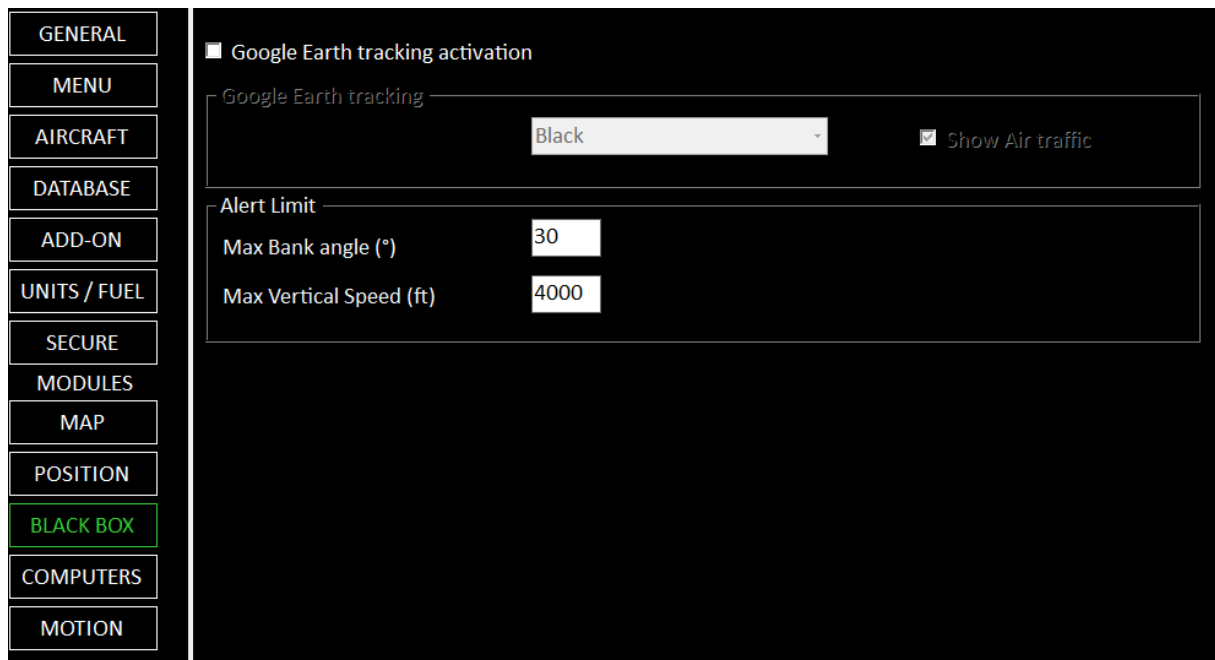 GENERAL
MENU
AIRCRAFT
DATABASE
ADD-ON
UNITS / FUEL
SECURE
MODULES
MAP
POSITION
BLACK BOX
COMPUTERS
MOTION
Google Earth tracking activation
Google Earth tracking
Black
Show Air traffic
Alert Limit
Max Bank angle (°) 30
Max Vertical Speed (ft) 4000